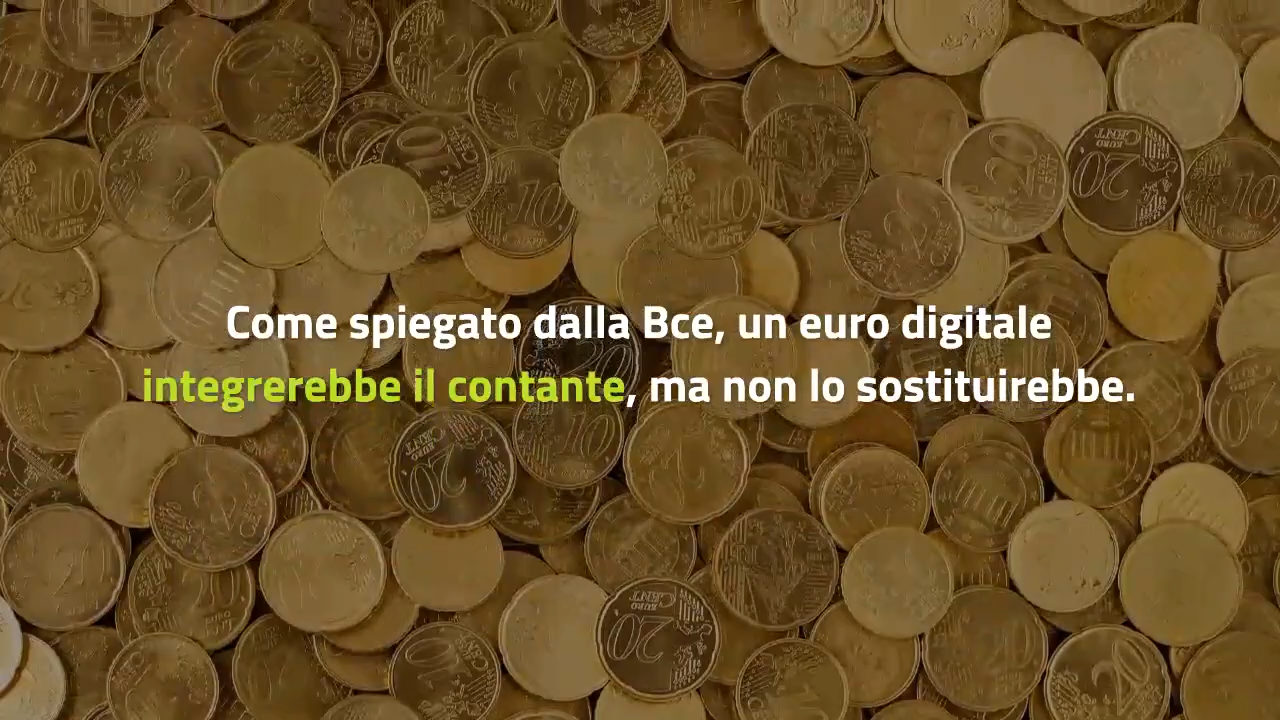 Come spiegato dalla Bce, un euro digitale
integrerebbe il contante, ma non lo sostituirebbe.